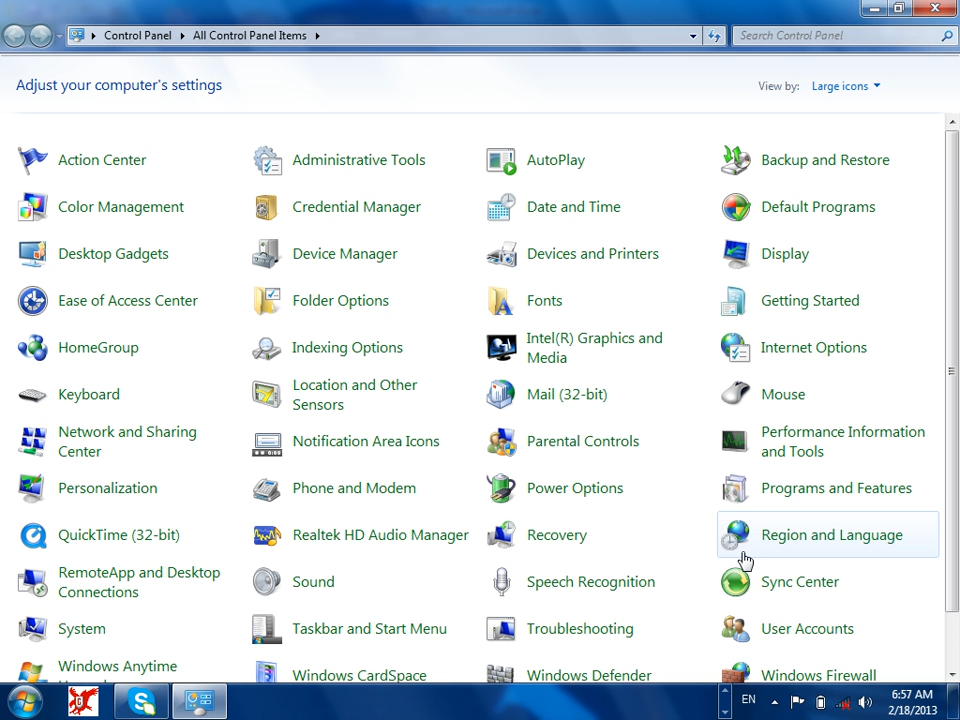 Control Panel All Control Panel Items
Search Control Panel
Adjust your computer's settings
View by: Large icons
Action Center Administrative Tools AutoPlay Backup and Restore
Color Management Credential Manager Date and Time Default Programs
Desktop Gadgets Device Manager Devices and Printers Display
Ease of Access Center Folder Options Fonts Getting Started
HomeGroup Indexing Options Intel(R) Graphics and Media Internet Options
Keyboard Location and Other Sensors Mail (32-bit) Mouse
Network and Sharing Center Notification Area Icons Parental Controls Performance Information and Tools
Personalization Phone and Modem Power Options Programs and Features
QuickTime (32-bit) Realtek HD Audio Manager Recovery Region and Language
RemoteApp and Desktop Connections Sound Speech Recognition Sync Center
System Taskbar and Start Menu Troubleshooting User Accounts
Windows Anytime Windows CardSpace Windows Defender Windows Firewall
EN
6:57 AM
2/18/2013